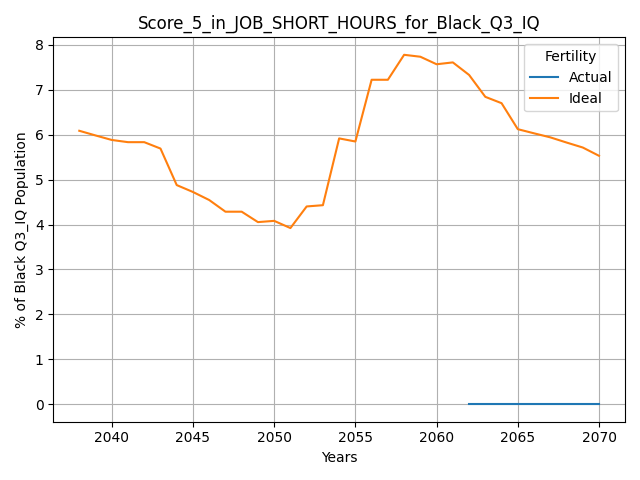 Score_5_in_JOB_SHORT_HOURS_for_Black_Q3_IQ
Fertility
Actual
Ideal
% of Black Q3_IQ Population
8
7
6
5
4
3
2
1
0
2040 2045 2050 2055 2060 2065 2070
Years